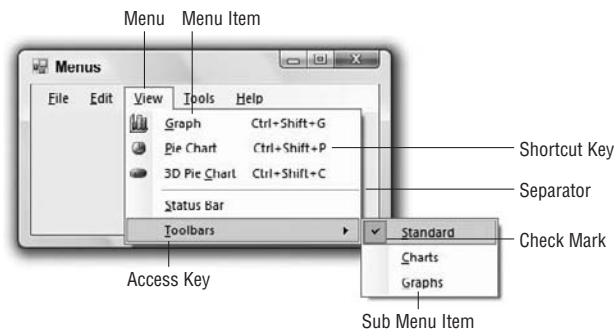 Menu Menu Item
Menus
File Edit View Tools Help
Graph Ctrl+Shift+G
Pie Chart Ctrl+Shift+P
Shortcut Key
3D Pie Chart Ctrl+Shift+C
Separator
Status Bar
Toolbars
Standard
Check Mark
Charts
Access Key
Graphs
Sub Menu Item